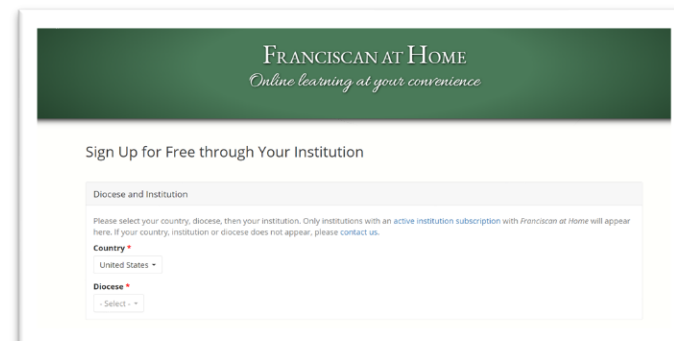 FRANCISCAN AT HOME
Online learning at your convenience
Sign Up for Free through Your Institution
Diocese and Institution
Please select your country, diocese, then your institution. Only institutions with an active institution subscription with Franciscan at Home will appear
here. If your country, institution or diocese does not appear, please contact us.
Country *
United States
Diocese *
- Select -